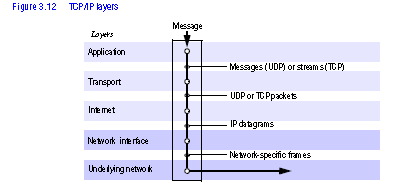 Figure 3.12 TCP/IP layers
Message
Layers
Application
Messages (UDP) or streams (TCP)
Transport
UDP or TCP packets
Internet
IP datagrams
Network interface
Network-specific frames
Underlying network